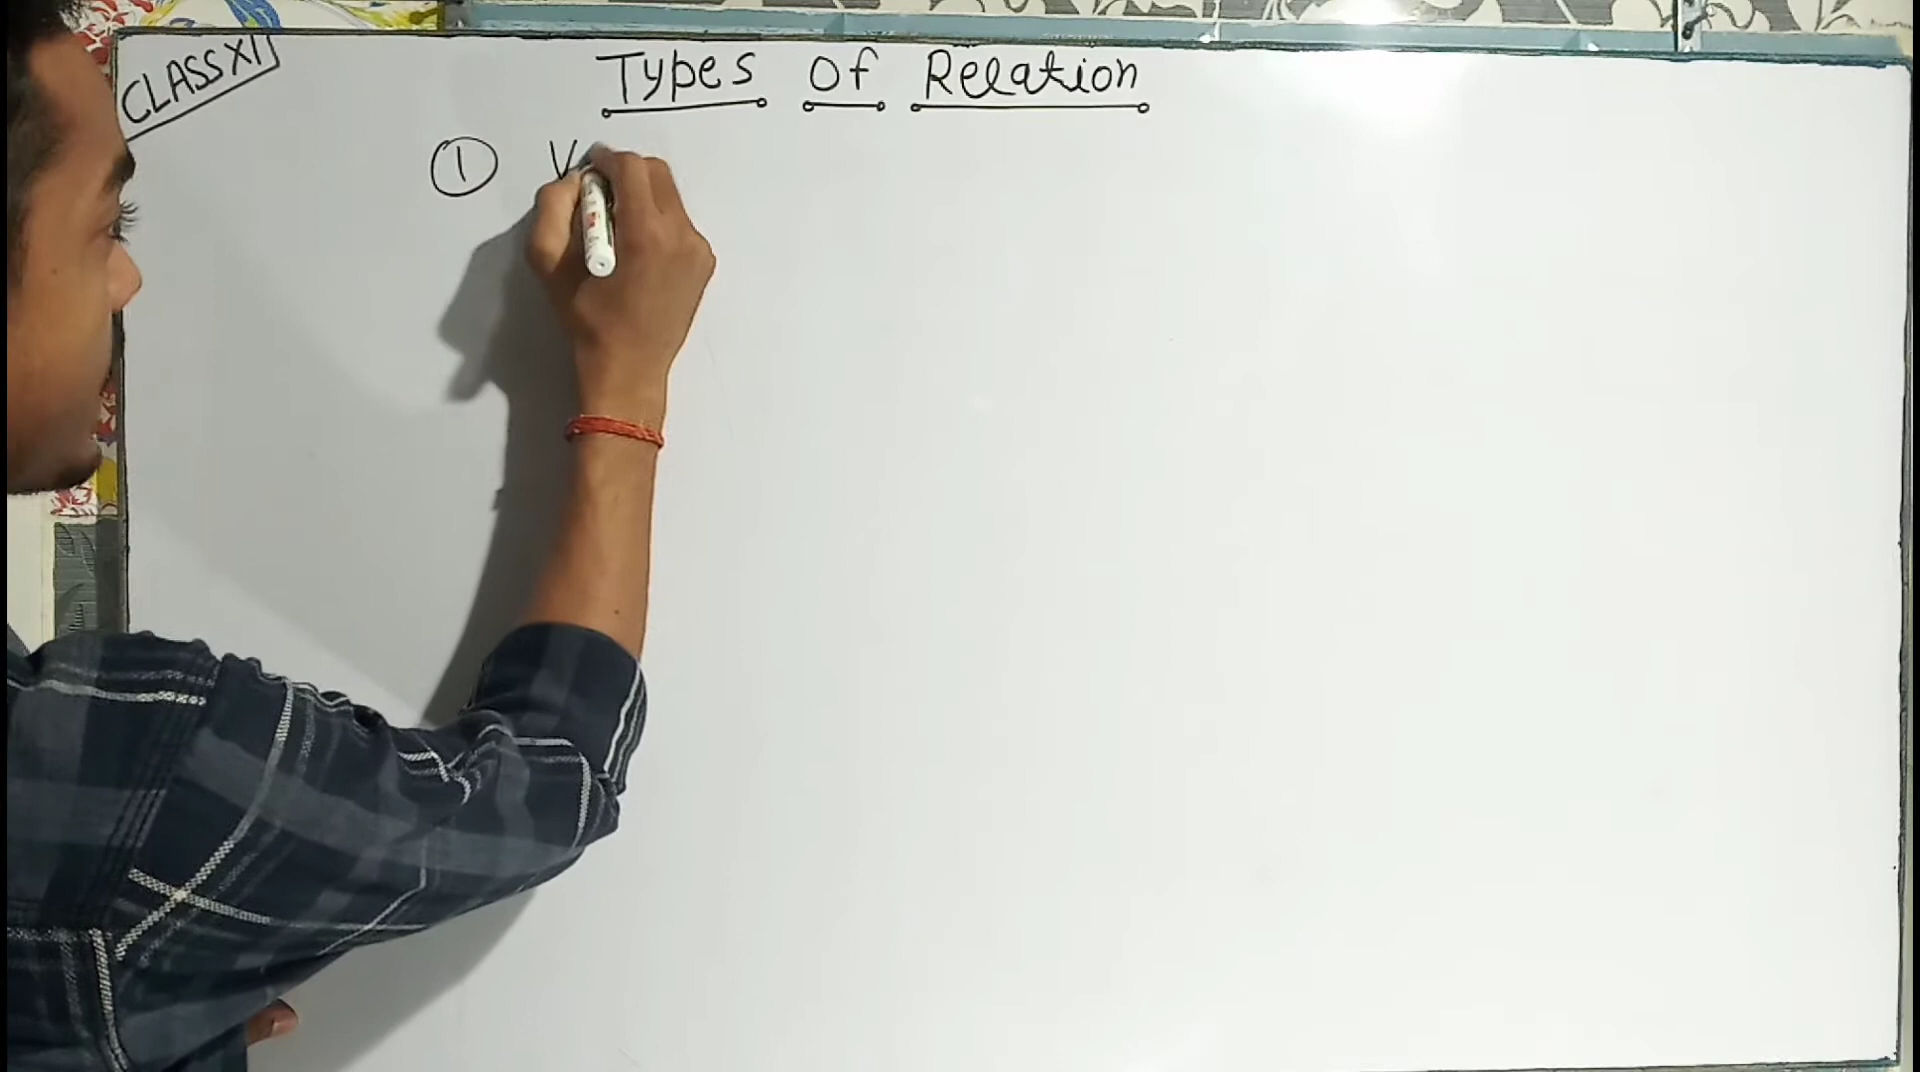 CLASS XI
Types Of Relation
① V